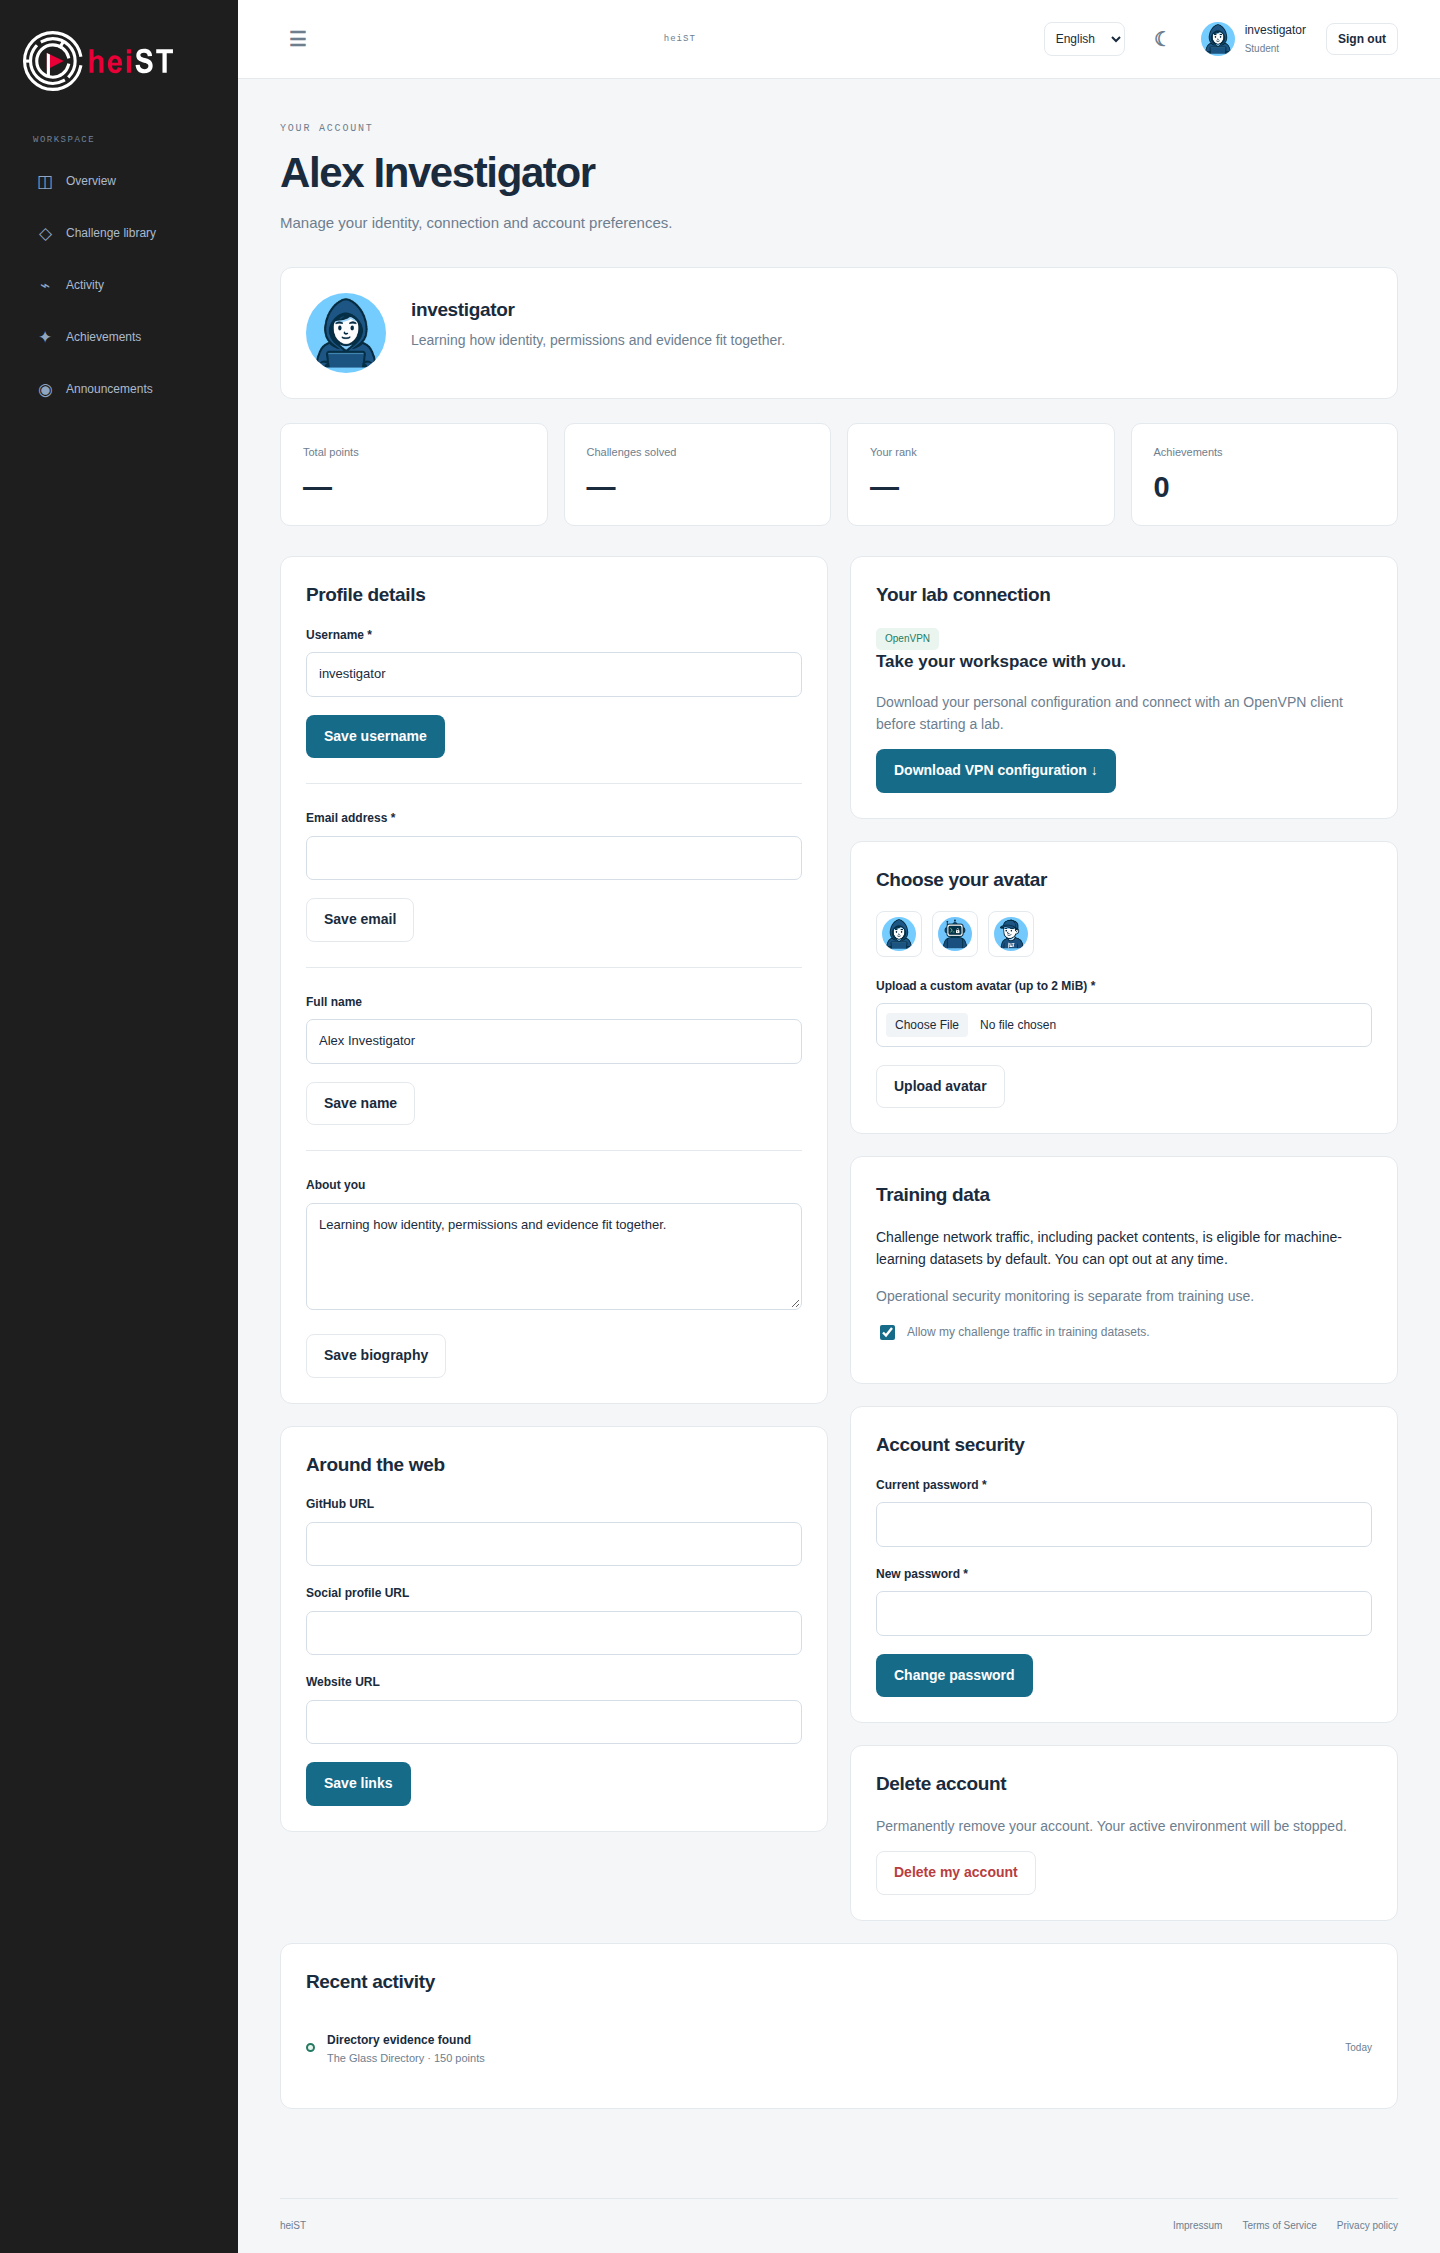 heiST
WORKSPACE
Overview
Challenge library
Activity
Achievements
Announcements
heiST
English
investigator
Student
Sign out
YOUR ACCOUNT
Alex Investigator
Manage your identity, connection and account preferences.
investigator
Learning how identity, permissions and evidence fit together.
Total points
—
Challenges solved
—
Your rank
—
Achievements
0
Profile details
Username *
investigator
Save username
Email address *
Save email
Full name
Alex Investigator
Save name
About you
Learning how identity, permissions and evidence fit together.
Save biography
Around the web
GitHub URL
Social profile URL
Website URL
Save links
Your lab connection
OpenVPN
Take your workspace with you.
Download your personal configuration and connect with an OpenVPN client
before starting a lab.
Download VPN configuration ↓
Choose your avatar
Upload a custom avatar (up to 2 MiB) *
Choose File No file chosen
Upload avatar
Training data
Challenge network traffic, including packet contents, is eligible for machine-
learning datasets by default. You can opt out at any time.
Operational security monitoring is separate from training use.
Allow my challenge traffic in training datasets.
Account security
Current password *
New password *
Change password
Delete account
Permanently remove your account. Your active environment will be stopped.
Delete my account
Recent activity
Directory evidence found
The Glass Directory · 150 points
Today
heiST
Impressum Terms of Service Privacy policy